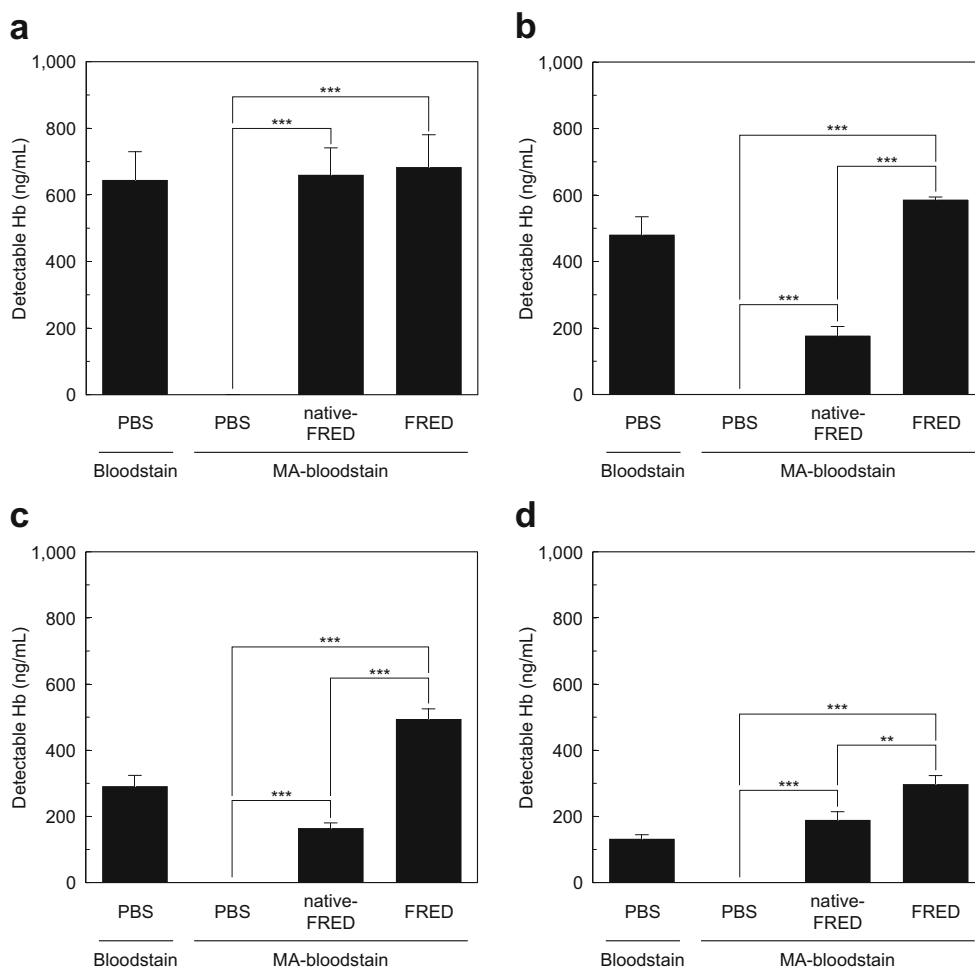 a
Detectable Hb (ng/mL)
1,000
800
600
400
200
0
***
***
PBS
PBS
native-
FRED
FRED
Bloodstain
MA-bloodstain
b
Detectable Hb (ng/mL)
1,000
800
600
400
200
0
***
***
***
PBS
PBS
native-
FRED
FRED
Bloodstain
MA-bloodstain
c
Detectable Hb (ng/mL)
1,000
800
600
400
200
0
***
***
***
PBS
PBS
native-
FRED
FRED
Bloodstain
MA-bloodstain
d
Detectable Hb (ng/mL)
1,000
800
600
400
200
0
***
**
***
PBS
PBS
native-
FRED
FRED
Bloodstain
MA-bloodstain